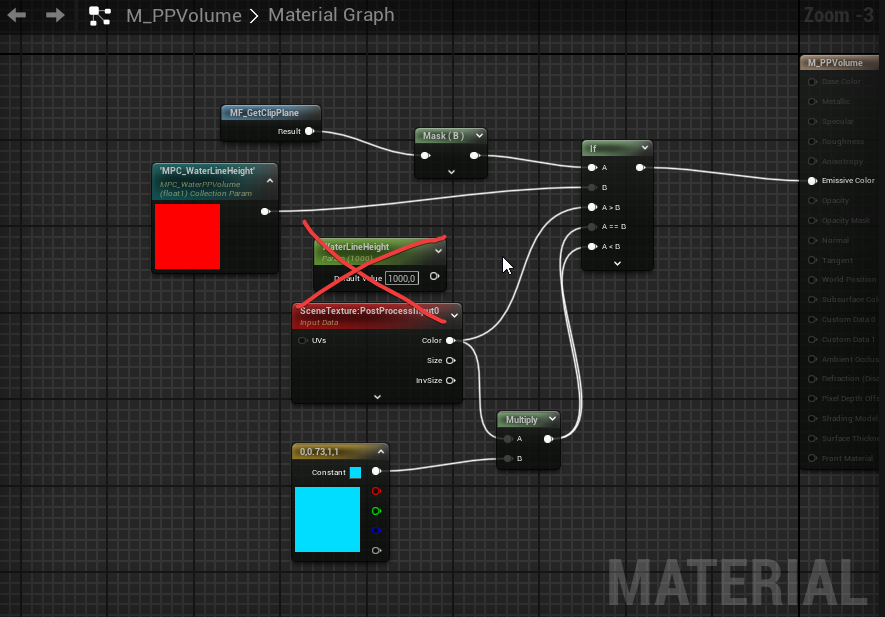 M_PPVolume > Material Graph
Zoom -3
MF_GetClipPlane
Result
Mask ( B )
'MPC_WaterLineHeight'
MPC_WaterPPVolume
(float1) Collection Param
If
A
B
A > B
A == B
A < B
WaterLineHeight
Param (1000)
Default Value 1000,0
SceneTexture:PostProcessInput0
Input Data
UVs
Color
Size
InvSize
Multiply
A
B
0,0.73,1,1
Constant
M_PPVolume
Base Color
Metallic
Specular
Roughness
Anisotropy
Emissive Color
Opacity
Opacity Mask
Normal
Tangent
World Position
Subsurface Col
Custom Data 0
Custom Data 1
Ambient Occlus
Refraction (Disa
Pixel Depth Offs
Shading Model
Surface Thickne
Front Material
MATERIAL